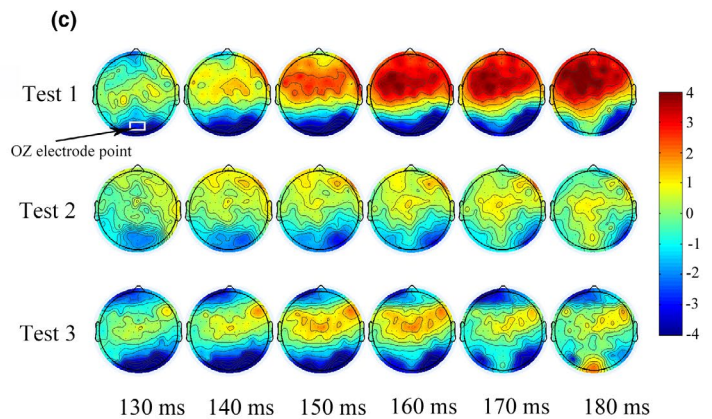 (c)
Test 1
OZ electrode point
Test 2
Test 3
130 ms 140 ms 150 ms 160 ms 170 ms 180 ms
4
3
2
1
0
-1
-2
-3
-4